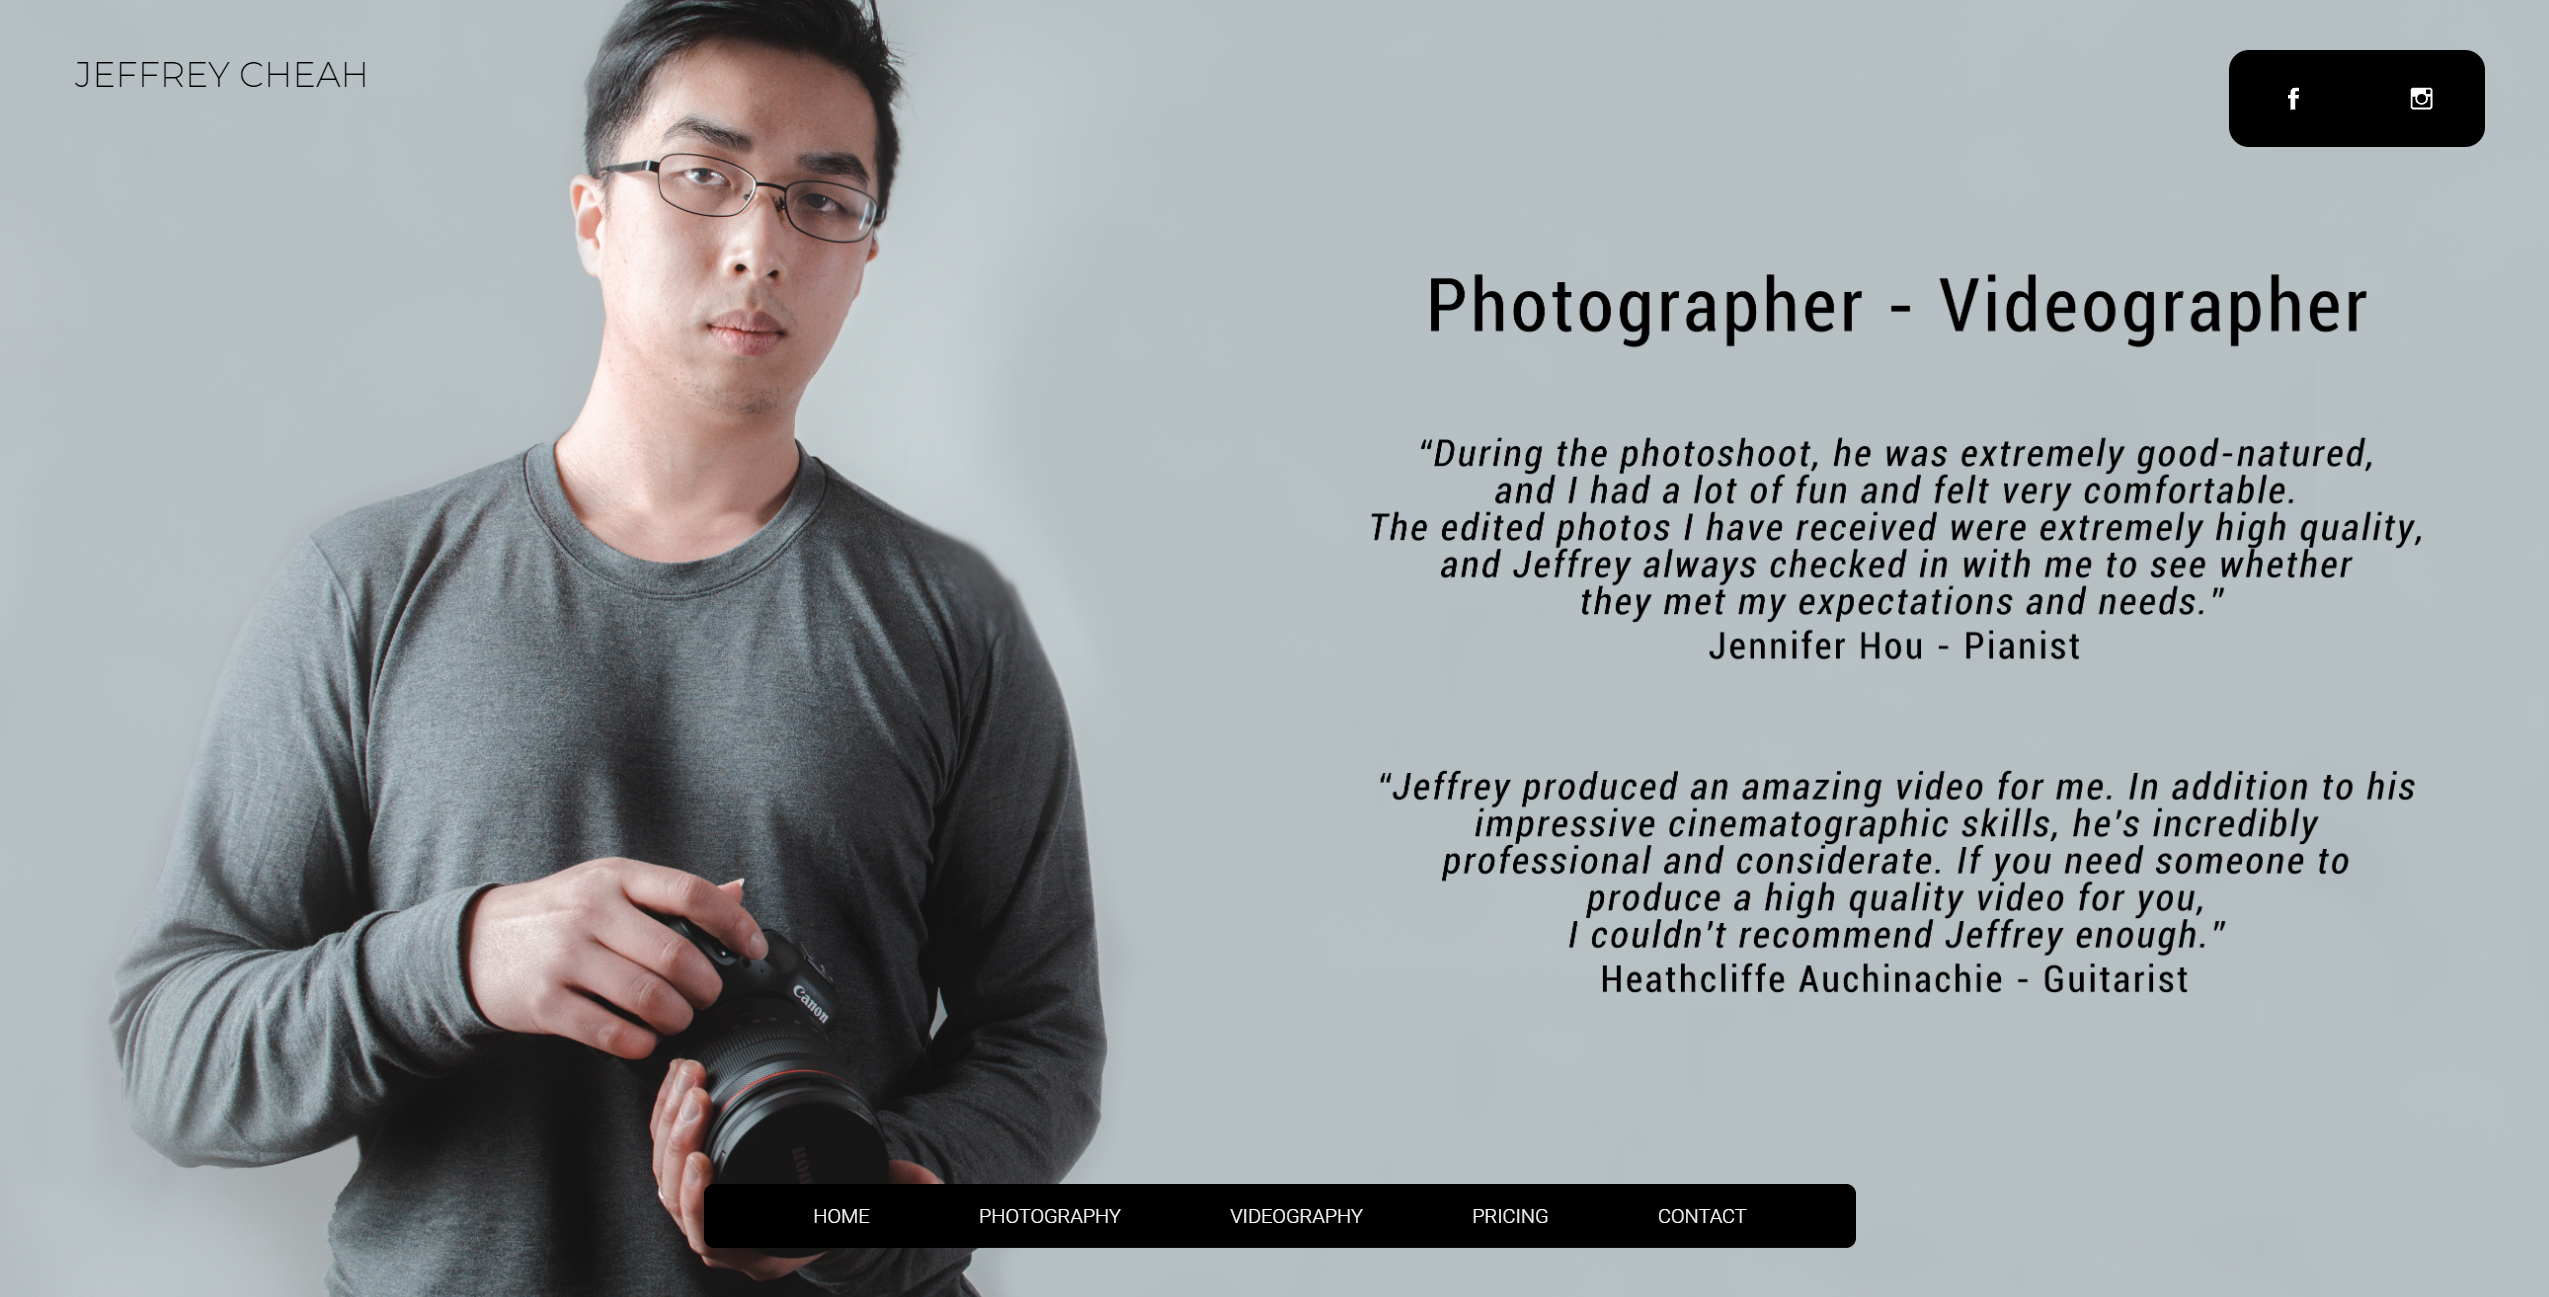 JEFFREY CHEAH
Photographer - Videographer
“During the photoshoot, he was extremely good-natured,
and I had a lot of fun and felt very comfortable.
The edited photos I have received were extremely high quality,
and Jeffrey always checked in with me to see whether
they met my expectations and needs.”
Jennifer Hou - Pianist
“Jeffrey produced an amazing video for me. In addition to his
impressive cinematographic skills, he's incredibly
professional and considerate. If you need someone to
produce a high quality video for you,
I couldn't recommend Jeffrey enough.”
Heathcliffe Auchinachie - Guitarist
Canon
HOME PHOTOGRAPHY VIDEOGRAPHY PRICING CONTACT